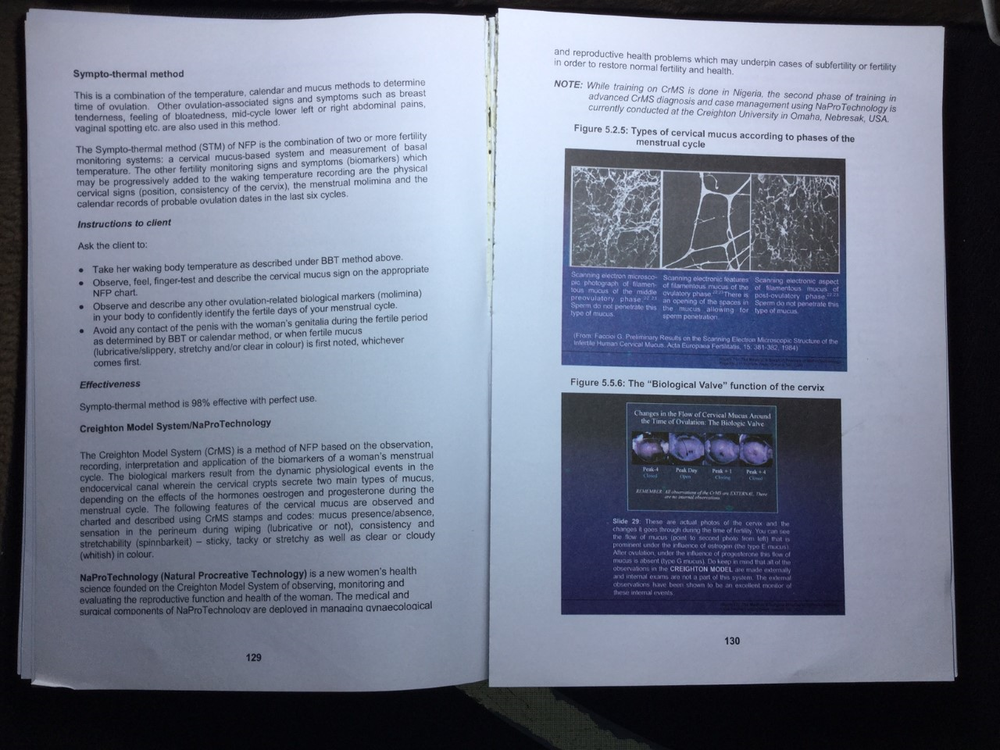 Sympto-thermal method
This is a combination of the temperature, calendar and mucus methods to determine
time of ovulation. Other ovulation-associated signs and symptoms such as breast
tenderness, feeling of bloatedness, mid-cycle lower left or right abdominal pains,
vaginal spotting etc. are also used in this method.
The Sympto-thermal method (STM) of NFP is the combination of two or more fertility
monitoring systems: a cervical mucus-based system and measurement of basal
temperature. The other fertility monitoring signs and symptoms (biomarkers) which
may be progressively added to the waking temperature recording are the physical
cervical signs (position, consistency of the cervix), the menstrual molimina and the
calendar records of probable ovulation dates in the last six cycles.
Instructions to client
Ask the client to:
• Take her waking body temperature as described under BBT method above.
• Observe, feel, finger-test and describe the cervical mucus sign on the appropriate
NFP chart.
• Observe and describe any other ovulation-related biological markers (molimina)
in your body to confidently identify the fertile days of your menstrual cycle.
• Avoid any contact of the penis with the woman's genitalia during the fertile period
as determined by BBT or calendar method, or when fertile mucus
(lubricative/slippery, stretchy and/or clear in colour) is first noted, whichever
comes first.
Effectiveness
Sympto-thermal method is 98% effective with perfect use.
Creighton Model System/NaProTechnology
The Creighton Model System (CrMS) is a method of NFP based on the observation,
recording, interpretation and application of the biomarkers of a woman's menstrual
cycle. The biological markers result from the dynamic physiological events in the
endocervical canal wherein the cervical crypts secrete two main types of mucus,
depending on the effects of the hormones oestrogen and progesterone during the
menstrual cycle. The following features of the cervical mucus are observed and
charted and described using CrMS stamps and codes: mucus presence/absence,
sensation in the perineum during wiping (lubricative or not), consistency and
stretchability (spinnbarkeit) – sticky, tacky or stretchy as well as clear or cloudy
(whitish) in colour.
NaProTechnology (Natural Procreative Technology) is a new women's health
science founded on the Creighton Model System of observing, monitoring and
evaluating the reproductive function and health of the woman. The medical and
surgical components of NaProTechnology are deployed in managing gynaecological
129
and reproductive health problems which may underpin cases of subfertility or fertility
in order to restore normal fertility and health.
NOTE: While training on CrMS is done in Nigeria, the second phase of training in
advanced CrMS diagnosis and case management using NaProTechnology is
currently conducted at the Creighton University in Omaha, Nebresak, USA.
Figure 5.2.5: Types of cervical mucus according to phases of the
menstrual cycle
Scanning electron microsco-
pic photograph of filamen-
tous mucus of the middle
preovulatory phase.22,23
Sperm do not penetrate this
type of mucus.
Scanning electronic features
of filamentous mucus of the
ovulatory phase.22,23 There is
an opening of the spaces in
the mucus allowing for
sperm penetration.
Scanning electronic aspect
of filamentous mucus of
post-ovulatory phase.22,23
Sperm do not penetrate this
type of mucus.
(From: Faccioi G. Preliminary Results on the Scanning Electron Microscopic Structure of the
Infertile Human Cervical Mucus. Acta Europaea Fertilitatis, 15: 381-382, 1984)
Figure 5.5.6: The "Biological Valve" function of the cervix
Changes in the Flow of Cervical Mucus Around
the Time of Ovulation: The Biologic Valve
Peak-4 Peak Day Peak + 1 Peak + 4
Closed Open Closing Closed
REMEMBER: All observations of the CrMS are EXTERNAL. There
are no internal observations
Slide 29: These are actual photos of the cervix and the
changes it goes through during the time of fertility. You can see
the flow of mucus (point to second photo from left) that is
prominent under the influence of estrogen (the type E mucus).
After ovulation, under the influence of progesterone this flow of
mucus is absent (type G mucus). Do keep in mind that all of the
observations in the CREIGHTON MODEL are made externally
and internal exams are not a part of this system. The external
observations have been shown to be an excellent monitor of
these internal events.
130